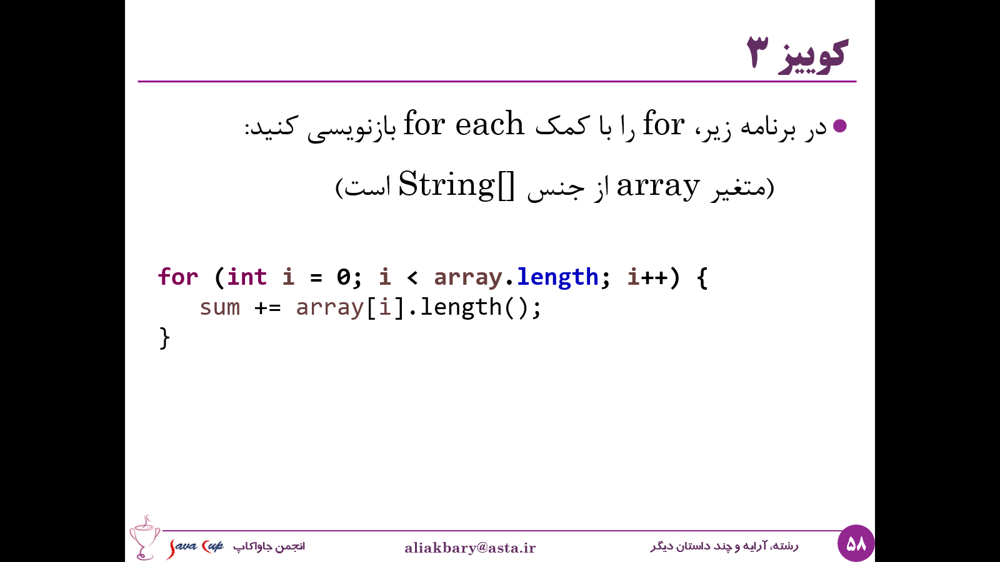 کوییز ۳
در برنامه زیر، for را با کمک for each بازنویسی کنید:
(متغیر array از جنس String[] است)
for (int i = 0; i < array.length; i++) {
sum += array[i].length();
}
۵۸
رشته، آرایه و چند داستان دیگر
aliakbary@asta.ir
انجمن جاواکاپ
Java Cup